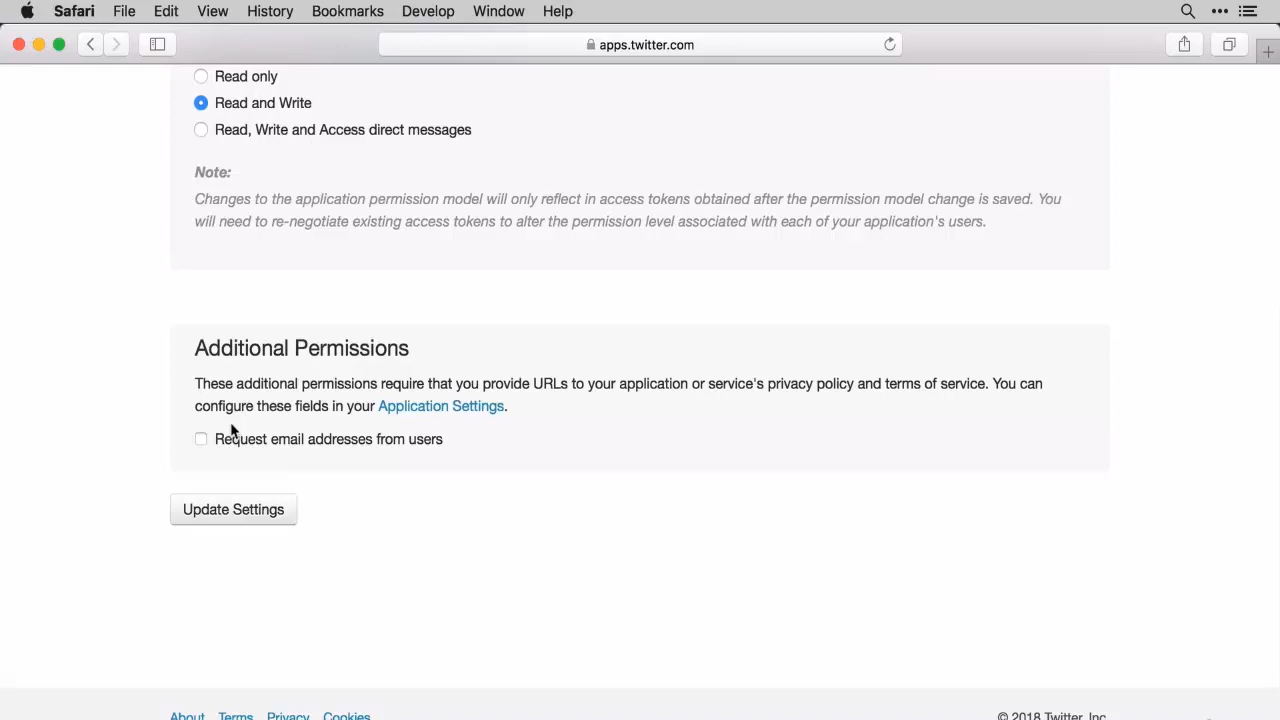 Safari File Edit View History Bookmarks Develop Window Help
apps.twitter.com
Read only
Read and Write
Read, Write and Access direct messages
Note:
Changes to the application permission model will only reflect in access tokens obtained after the permission model change is saved. You
will need to re-negotiate existing access tokens to alter the permission level associated with each of your application's users.
Additional Permissions
These additional permissions require that you provide URLs to your application or service's privacy policy and terms of service. You can
configure these fields in your Application Settings.
Request email addresses from users
Update Settings
About Terms Privacy Cookies © 2018 Twitter, Inc.